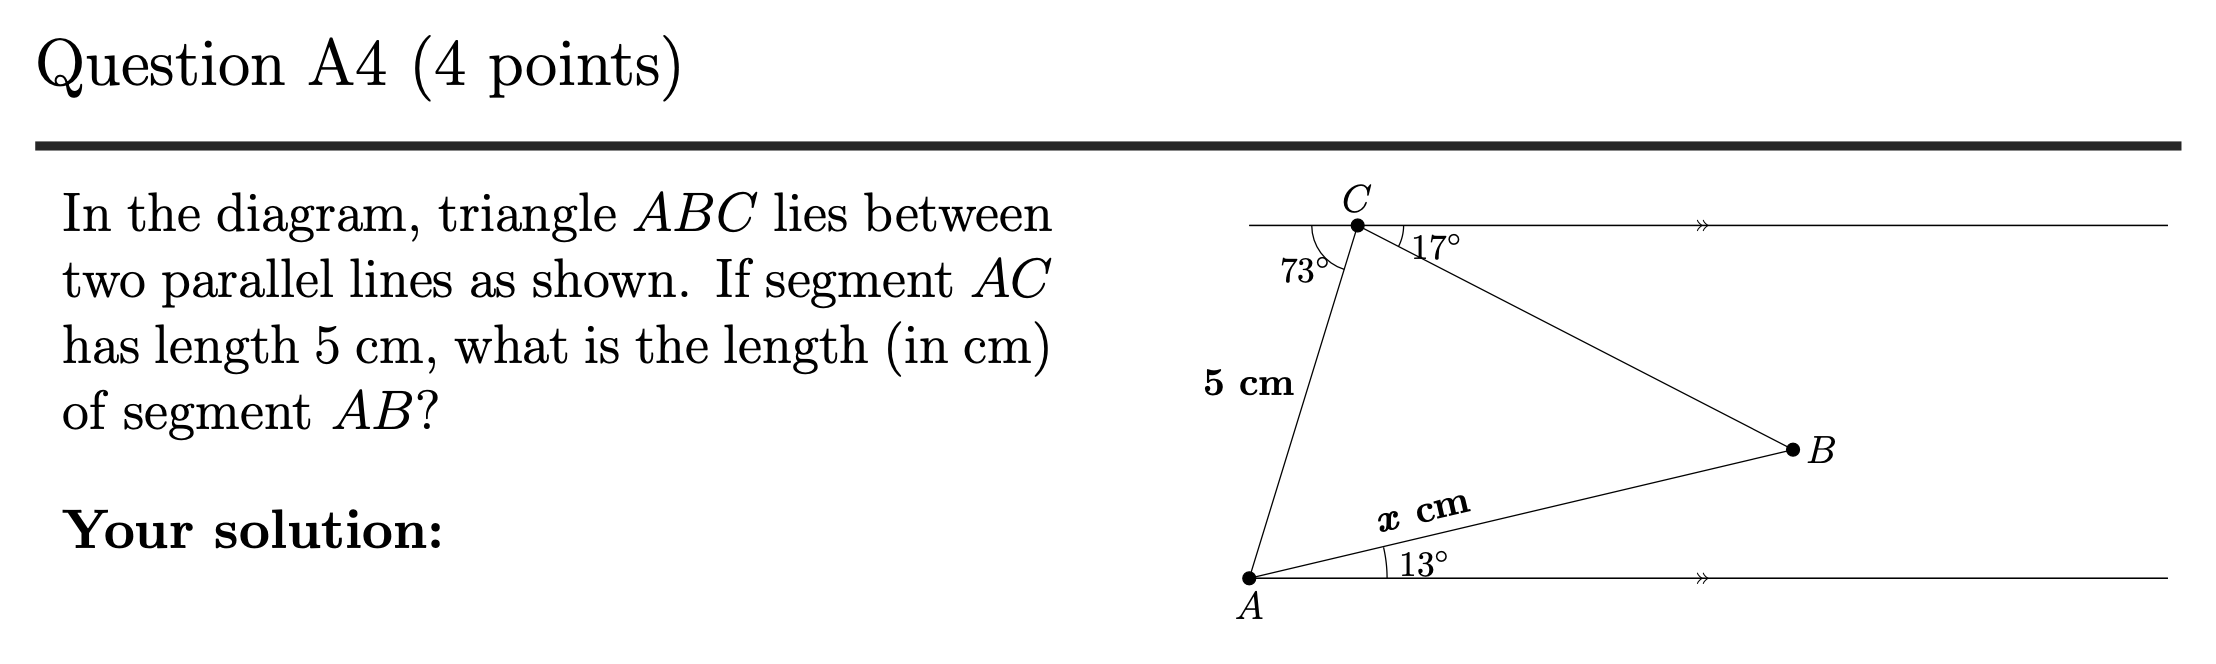 Question A4 (4 points)
In the diagram, triangle ABC lies between
two parallel lines as shown. If segment AC
has length 5 cm, what is the length (in cm)
of segment AB?
Your solution:
C
73°
17°
5 cm
B
x cm
13°
A